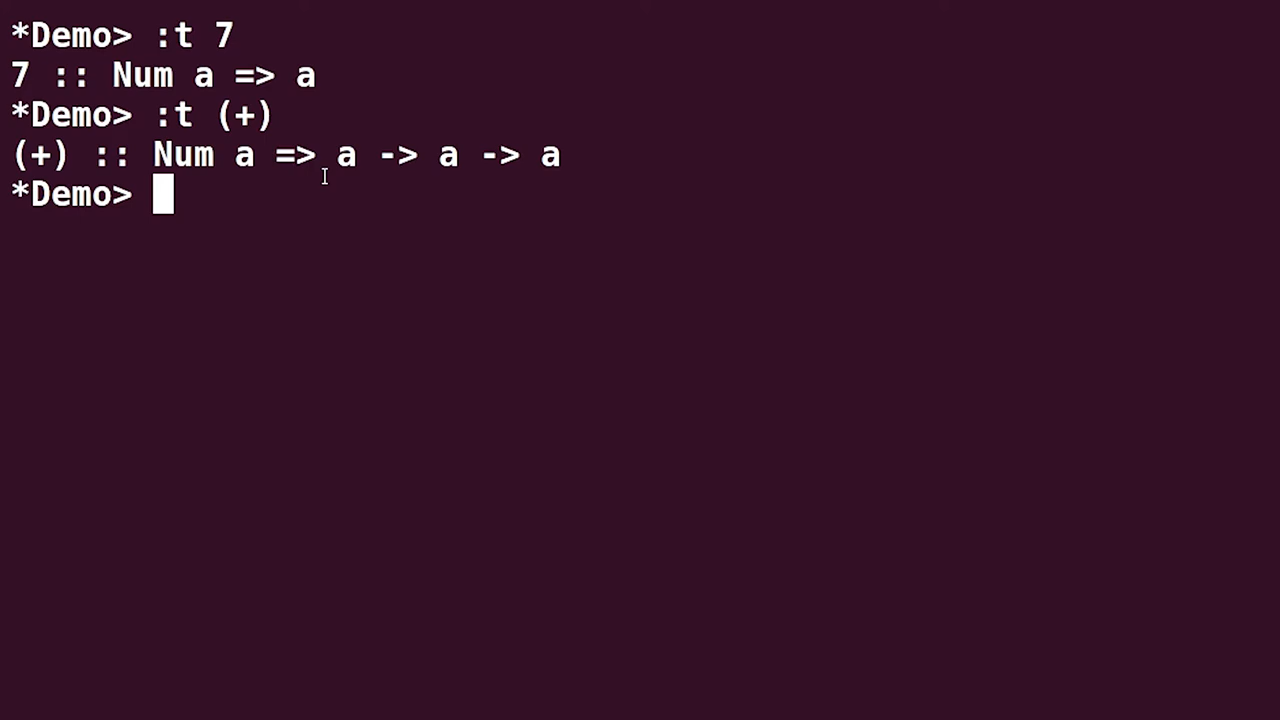 *Demo> :t 7
7 :: Num a => a
*Demo> :t (+)
(+) :: Num a => a -> a -> a
*Demo>